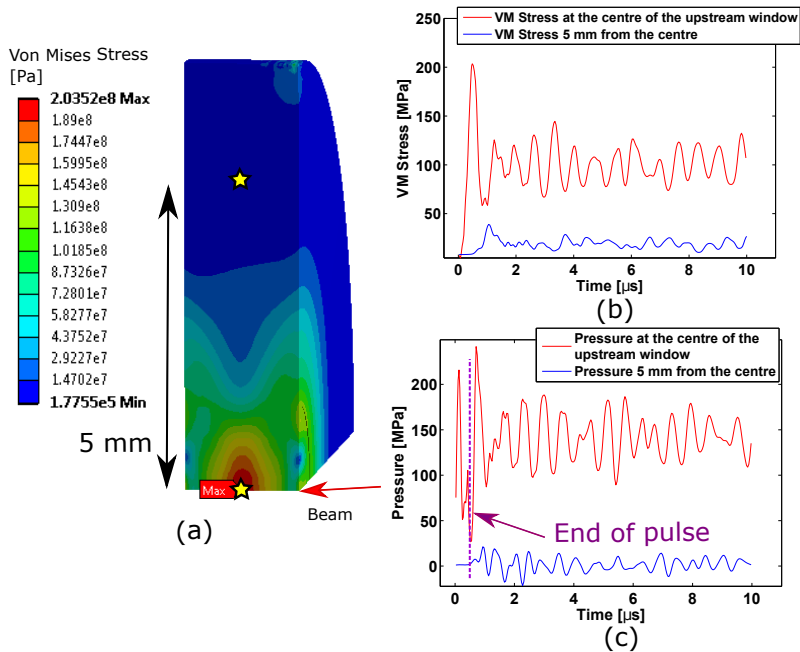 Von Mises Stress
[Pa]
2.0352e8 Max
1.89e8
1.7447e8
1.5995e8
1.4543e8
1.309e8
1.1638e8
1.0185e8
8.7326e7
7.2801e7
5.8277e7
4.3752e7
2.9227e7
1.4702e7
1.7755e5 Min
5 mm
Max
Beam
(a)
VM Stress at the centre of the upstream window
VM Stress 5 mm from the centre
250
200
150
100
50
VM Stress [MPa]
0 2 4 6 8 10
Time [µs]
(b)
Pressure at the centre of the
upstream window
Pressure 5 mm from the centre
200
150
100
50
0
Pressure [MPa]
End of pulse
0 2 4 6 8 10
Time [µs]
(c)